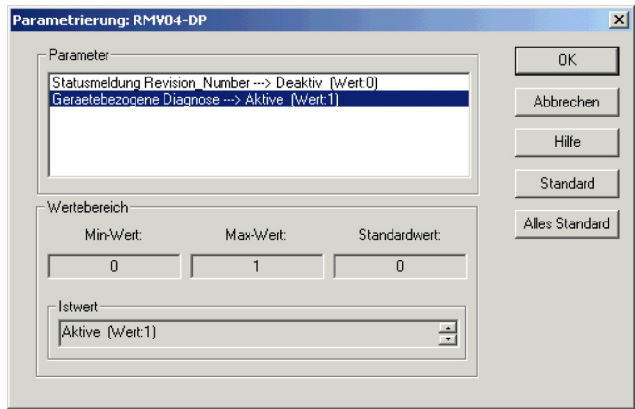 Parametrierung: RMV04-DP
Parameter
Statusmeldung Revision_Number ---> Deaktiv (Wert:0)
Geraetebezogene Diagnose ---> Aktive (Wert:1)
OK
Abbrechen
Hilfe
Standard
Alles Standard
Wertebereich
Min-Wert: Max-Wert: Standardwert:
0 1 0
Istwert
Aktive (Wert:1)